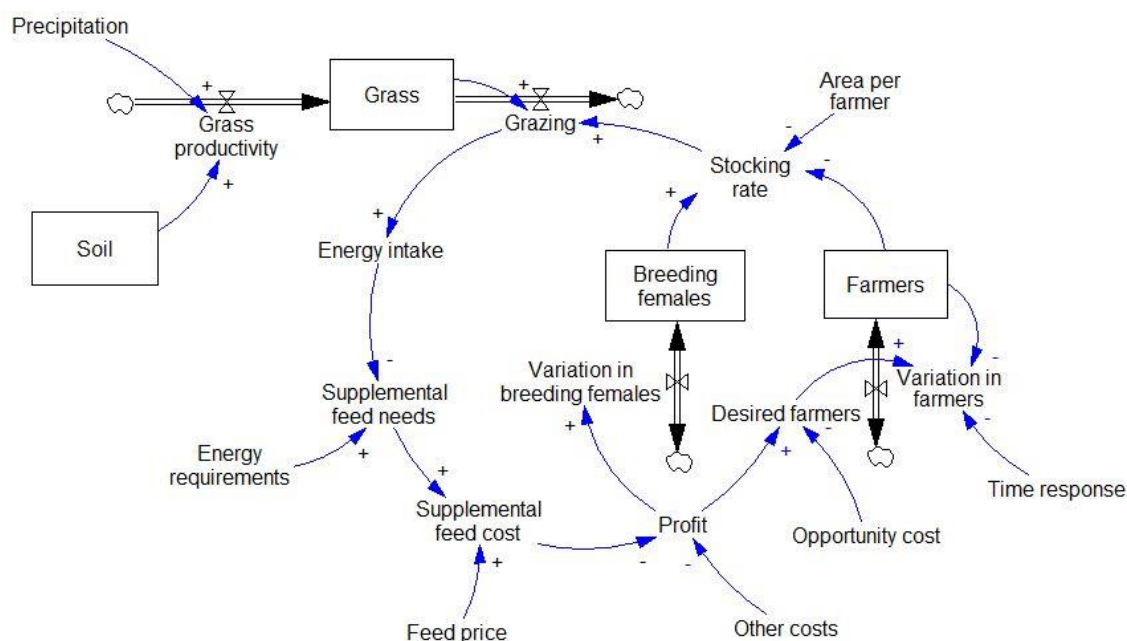 Precipitation
+
Grass
productivity
+
Soil
Grass
+
Grazing
+
Area per
farmer
-
-
Stocking
rate
+
+
Energy intake
Breeding
females
Farmers
-
Supplemental
feed needs
+
Energy
requirements
Variation in
breeding females
+
+
-
Variation in
farmers
-
Desired farmers
-
+
Time response
+
Supplemental
feed cost
+
-
Profit
-
Opportunity cost
Feed price
Other costs